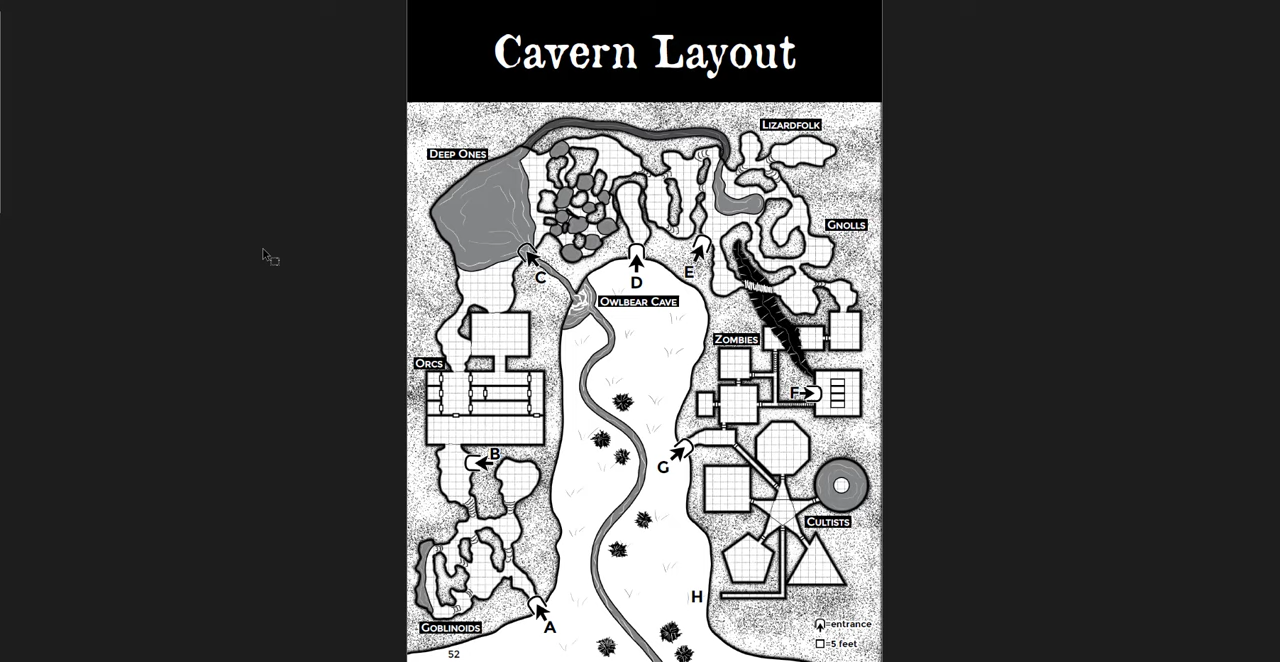 Cavern Layout
LIZARDFOLK
DEEP ONES
GNOLLS
C
D
E
OWLBEAR CAVE
ZOMBIES
ORCS
F
B
G
CULTISTS
H
A
GOBLINOIDS
=entrance
=5 feet
52